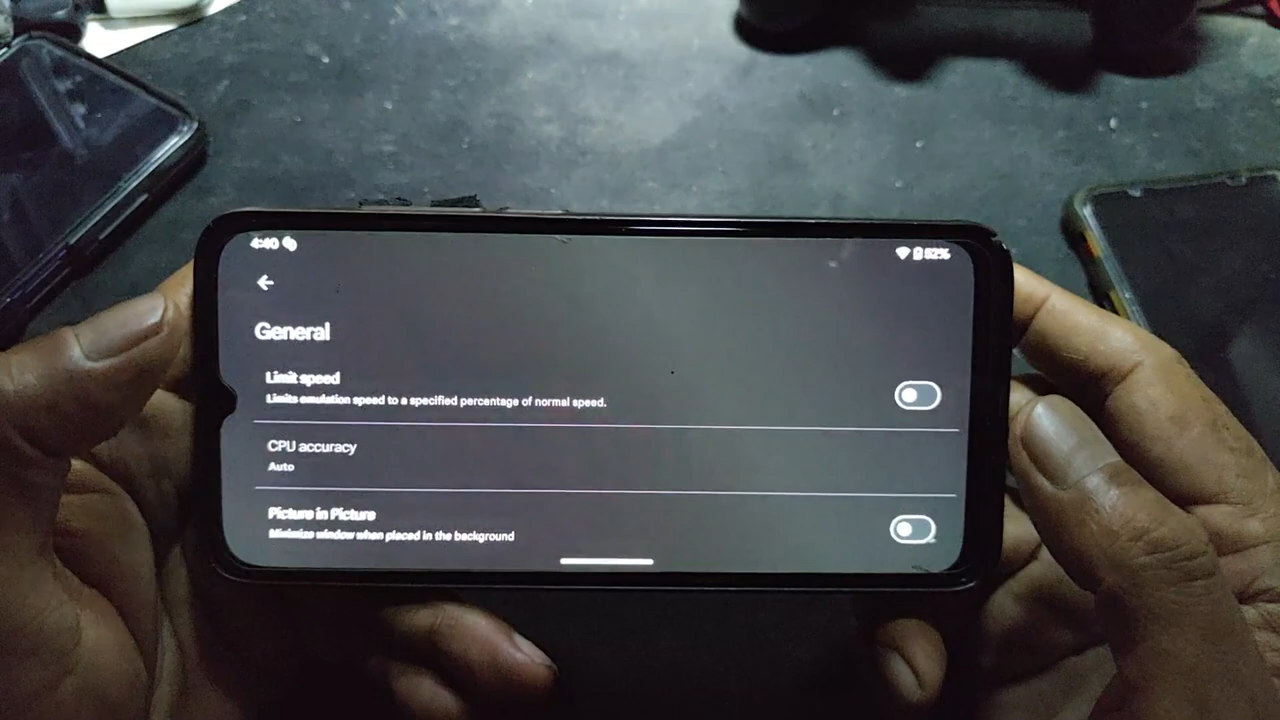 4:40
52%
General
Limit speed
Limits emulation speed to a specified percentage of normal speed.
CPU accuracy
Auto
Picture in Picture
Minimize window when placed in the background